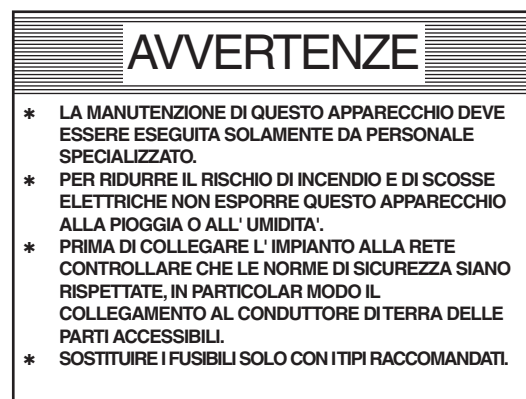 AVVERTENZE
* LA MANUTENZIONE DI QUESTO APPARECCHIO DEVE
ESSERE ESEGUITA SOLAMENTE DA PERSONALE
SPECIALIZZATO.
* PER RIDURRE IL RISCHIO DI INCENDIO E DI SCOSSE
ELETTRICHE NON ESPORRE QUESTO APPARECCHIO
ALLA PIOGGIA O ALL' UMIDITA'.
* PRIMA DI COLLEGARE L' IMPIANTO ALLA RETE
CONTROLLARE CHE LE NORME DI SICUREZZA SIANO
RISPETTATE, IN PARTICOLAR MODO IL
COLLEGAMENTO AL CONDUTTORE DI TERRA DELLE
PARTI ACCESSIBILI.
* SOSTITUIRE I FUSIBILI SOLO CON I TIPI RACCOMANDATI.